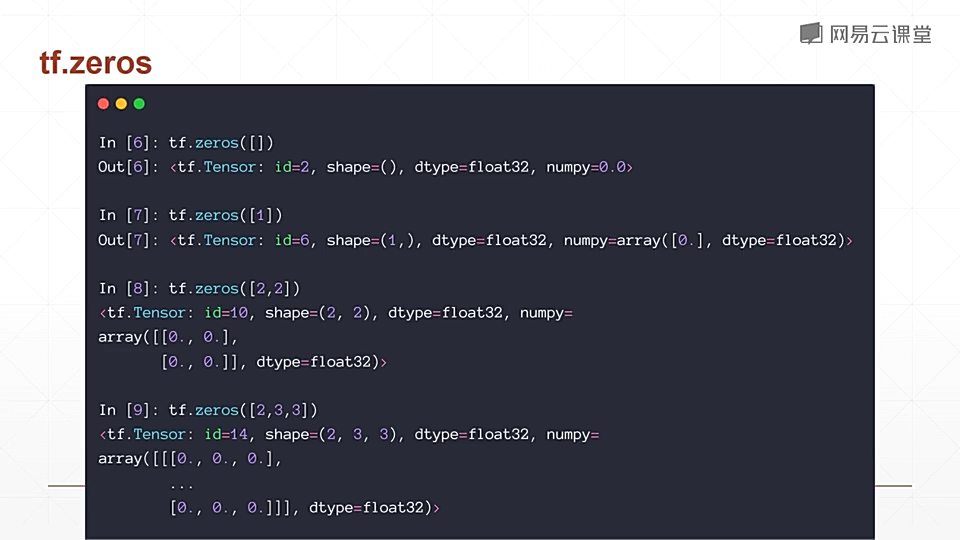 网易云课堂
tf.zeros
In [6]: tf.zeros([])
Out[6]: <tf.Tensor: id=2, shape=(), dtype=float32, numpy=0.0>
In [7]: tf.zeros([1])
Out[7]: <tf.Tensor: id=6, shape=(1,), dtype=float32, numpy=array([0.], dtype=float32)>
In [8]: tf.zeros([2,2])
<tf.Tensor: id=10, shape=(2, 2), dtype=float32, numpy=
array([[0., 0.],
       [0., 0.]], dtype=float32)>
In [9]: tf.zeros([2,3,3])
<tf.Tensor: id=14, shape=(2, 3, 3), dtype=float32, numpy=
array([[[0., 0., 0.],
        ...
        [0., 0., 0.]]], dtype=float32)>